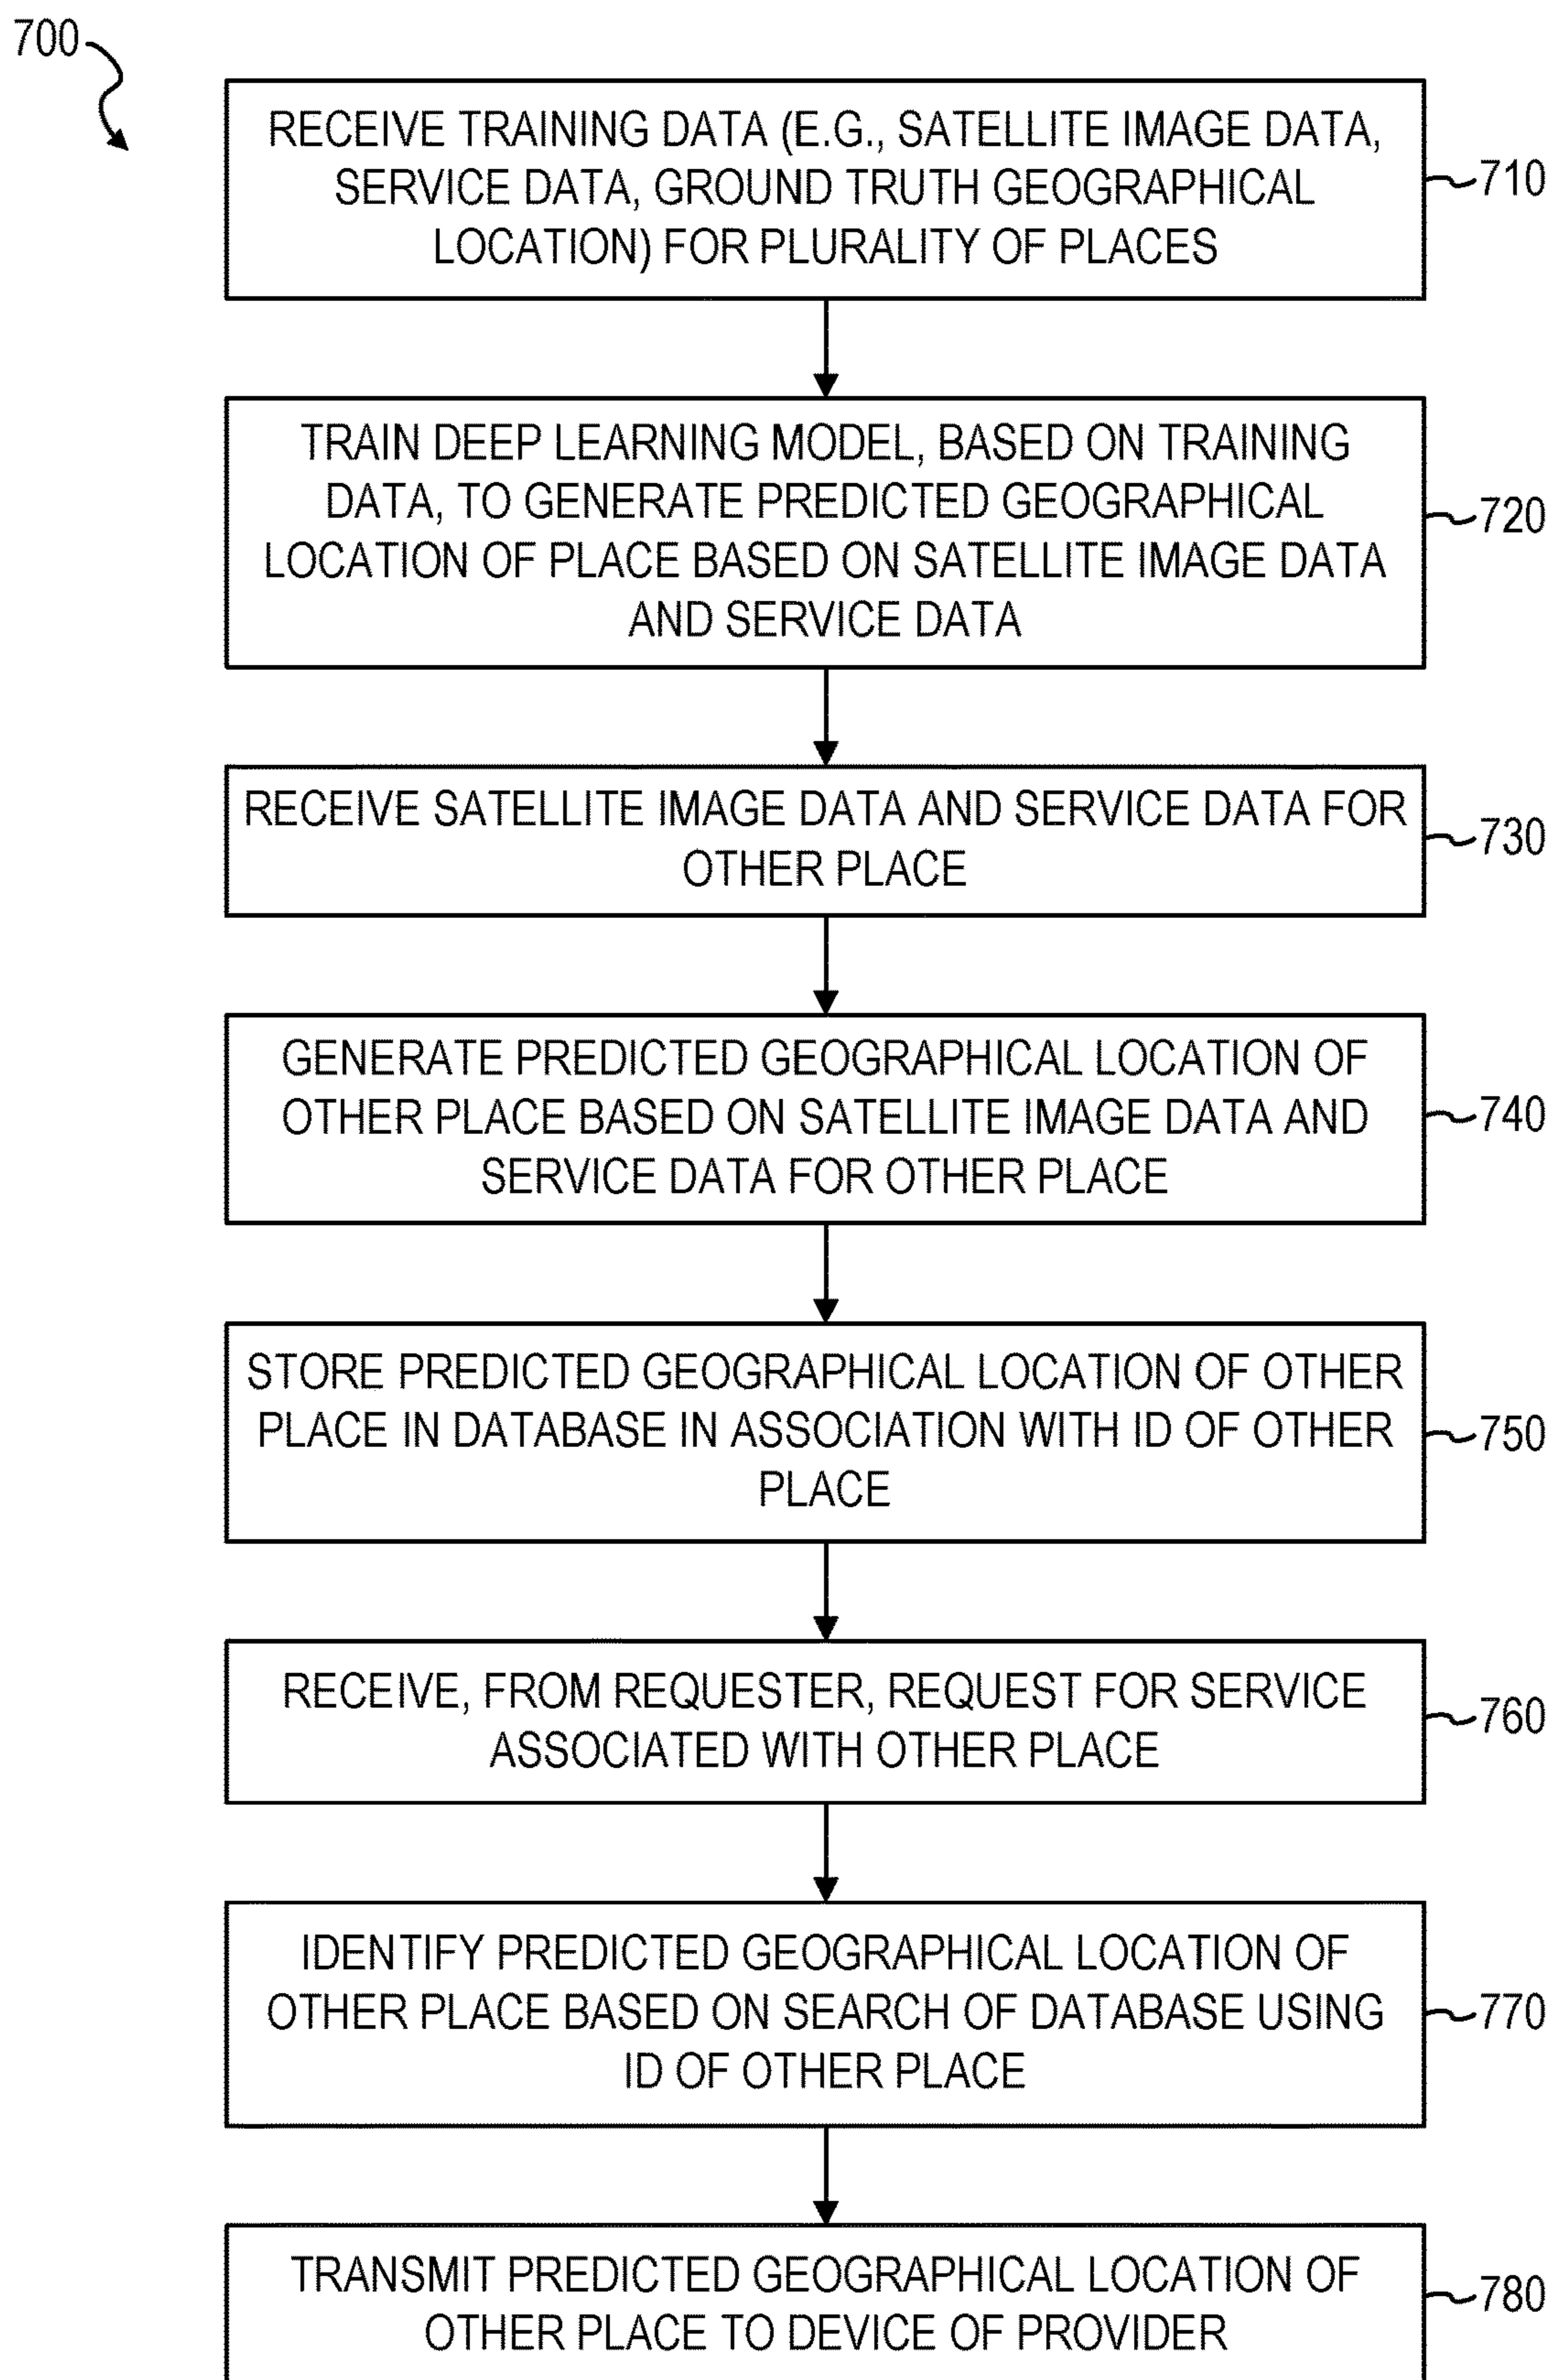 700
RECEIVE TRAINING DATA (E.G., SATELLITE IMAGE DATA,
SERVICE DATA, GROUND TRUTH GEOGRAPHICAL
LOCATION) FOR PLURALITY OF PLACES
710
TRAIN DEEP LEARNING MODEL, BASED ON TRAINING
DATA, TO GENERATE PREDICTED GEOGRAPHICAL
LOCATION OF PLACE BASED ON SATELLITE IMAGE DATA
AND SERVICE DATA
720
RECEIVE SATELLITE IMAGE DATA AND SERVICE DATA FOR
OTHER PLACE
730
GENERATE PREDICTED GEOGRAPHICAL LOCATION OF
OTHER PLACE BASED ON SATELLITE IMAGE DATA AND
SERVICE DATA FOR OTHER PLACE
740
STORE PREDICTED GEOGRAPHICAL LOCATION OF OTHER
PLACE IN DATABASE IN ASSOCIATION WITH ID OF OTHER
PLACE
750
RECEIVE, FROM REQUESTER, REQUEST FOR SERVICE
ASSOCIATED WITH OTHER PLACE
760
IDENTIFY PREDICTED GEOGRAPHICAL LOCATION OF
OTHER PLACE BASED ON SEARCH OF DATABASE USING
ID OF OTHER PLACE
770
TRANSMIT PREDICTED GEOGRAPHICAL LOCATION OF
OTHER PLACE TO DEVICE OF PROVIDER
780